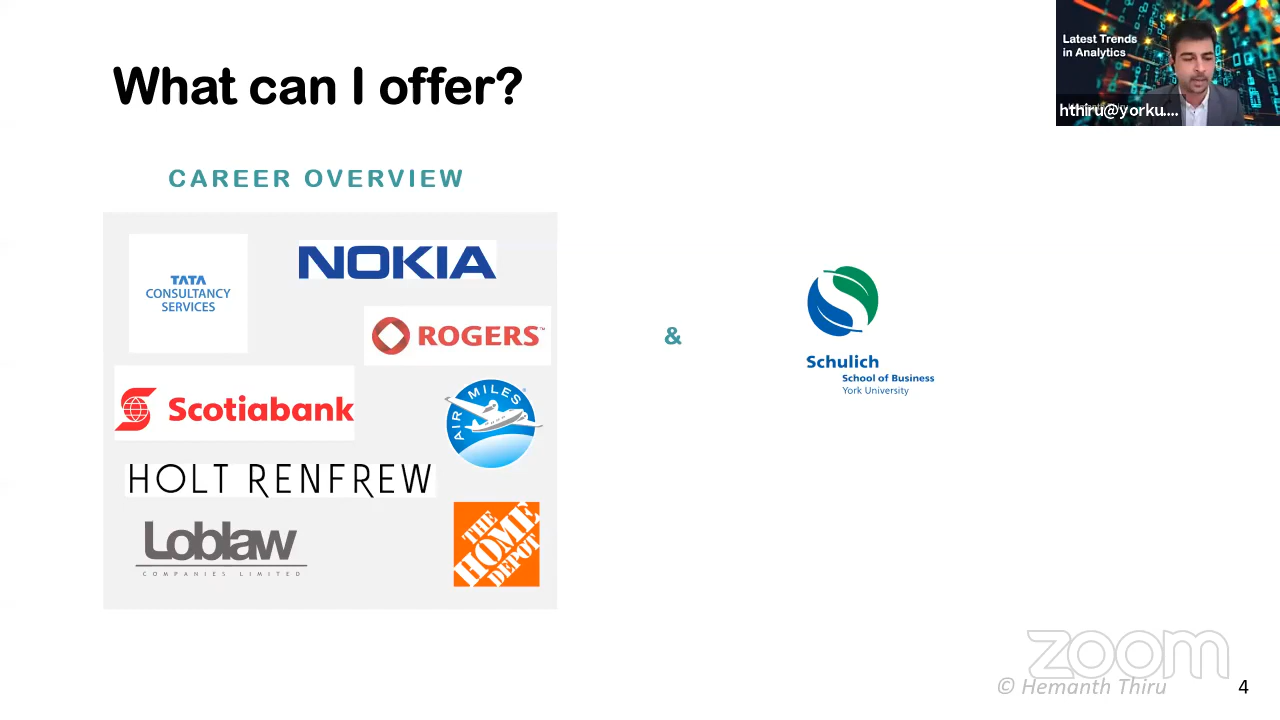 What can I offer?
Latest Trends
in Analytics
hthiru@yorku....
CAREER OVERVIEW
TATA
CONSULTANCY
SERVICES
NOKIA
ROGERS™
&
Schulich
School of Business
York University
Scotiabank
AIR MILES®
HOLT RENFREW
THE
HOME
DEPOT
Loblaw
COMPANIES LIMITED
zoom
© Hemanth Thiru
4